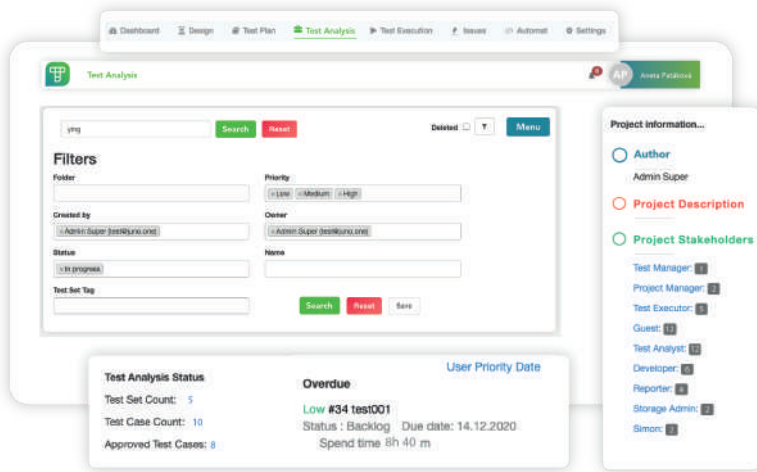 Dashboard Design Test Plan Test Analysis Test Execution Issues Automat Settings
Test Analysis
AP Aneta Patáková
ying Search Reset Deleted Menu
Filters
Folder Priority
×Low ×Medium ×High
Created by Owner
×Admin Super (test@juno.one) ×Admin Super (test@juno.one)
Status Name
×In progress
Test Set Tag
Search Reset Save
Project information...
Author
Admin Super
Project Description
Project Stakeholders
Test Manager: 1
Project Manager: 2
Test Executor: 5
Guest: 13
Test Analyst: 12
Developer: 6
Reporter: 4
Storage Admin: 2
Simon: 2
Test Analysis Status
Test Set Count: 5
Test Case Count: 10
Approved Test Cases: 8
User Priority Date
Overdue
Low #34 test001
Status : Backlog Due date: 14.12.2020
Spend time 8h 40 m